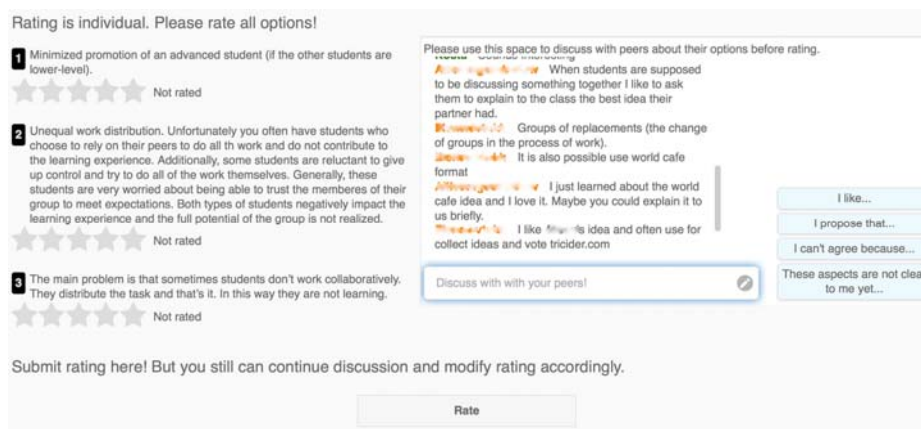 Rating is individual. Please rate all options!
1 Minimized promotion of an advanced student (if the other students are
lower-level).
Not rated
2 Unequal work distribution. Unfortunately you often have students who
choose to rely on their peers to do all th work and do not contribute to
the learning experience. Additionally, some students are reluctant to give
up control and try to do all of the work themselves. Generally, these
students are very worried about being able to trust the memberes of their
group to meet expectations. Both types of students negatively impact the
learning experience and the full potential of the group is not realized.
Not rated
3 The main problem is that sometimes students don't work collaboratively.
They distribute the task and that's it. In this way they are not learning.
Not rated
Please use this space to discuss with peers about their options before rating.
When students are supposed
to be discussing something together I like to ask
them to explain to the class the best idea their
partner had.
Groups of replacements (the change
of groups in the process of work).
It is also possible use world cafe
format
I just learned about the world
cafe idea and I love it. Maybe you could explain it to
us briefly.
I like s idea and often use for
collect ideas and vote tricider.com
Discuss with with your peers!
I like...
I propose that...
I can't agree because...
These aspects are not clea
to me yet...
Submit rating here! But you still can continue discussion and modify rating accordingly.
Rate